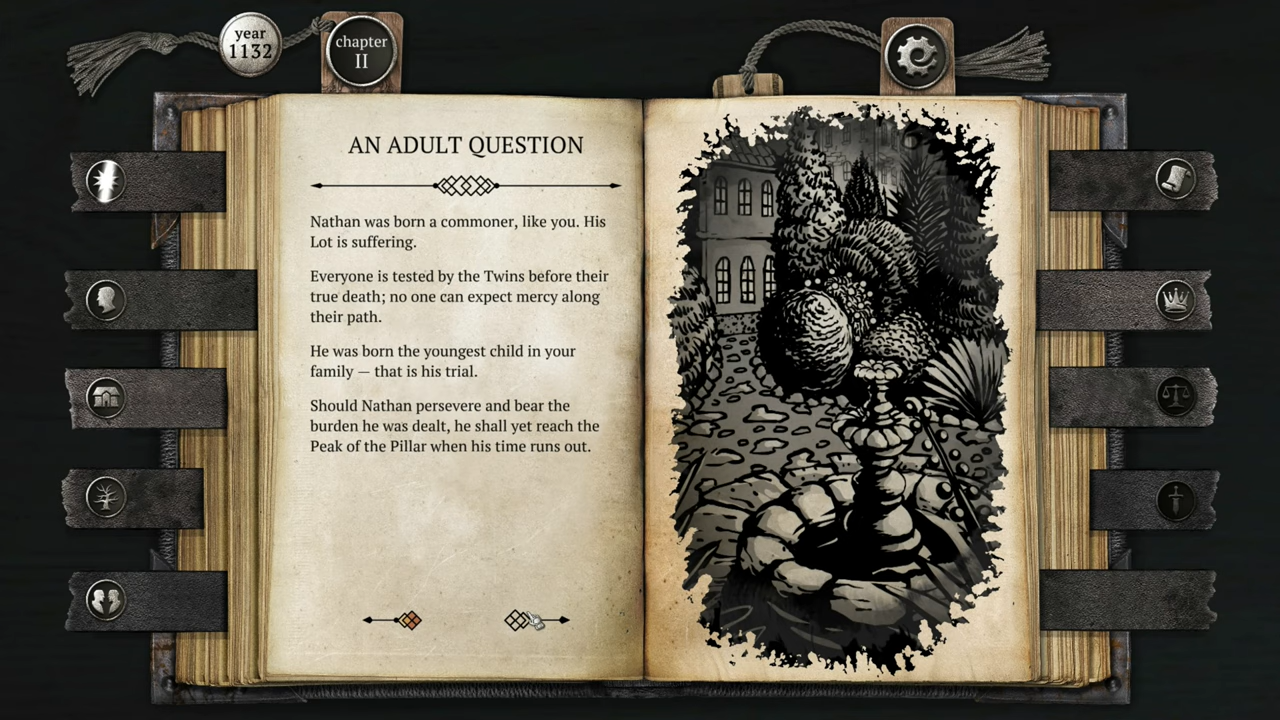 year
1132
chapter
II
AN ADULT QUESTION
Nathan was born a commoner, like you. His
Lot is suffering.
Everyone is tested by the Twins before their
true death; no one can expect mercy along
their path.
He was born the youngest child in your
family — that is his trial.
Should Nathan persevere and bear the
burden he was dealt, he shall yet reach the
Peak of the Pillar when his time runs out.